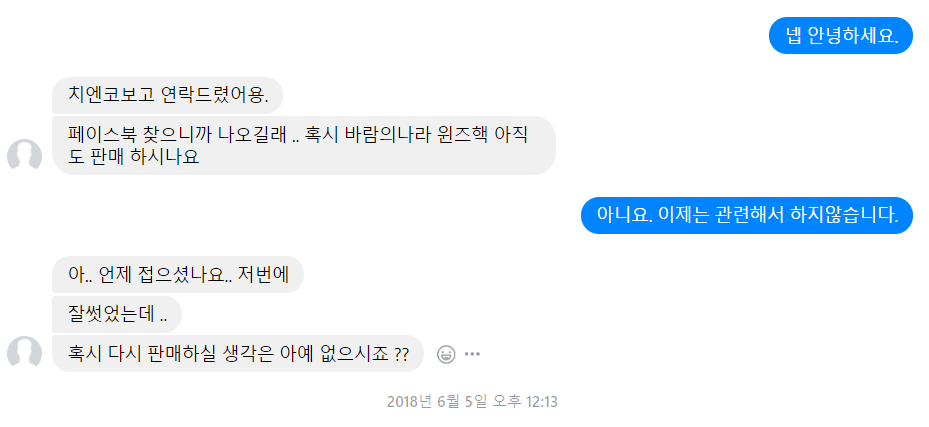 넵 안녕하세요.
치엔코보고 연락드렸어용.
페이스북 찾으니까 나오길래 .. 혹시 바람의나라 윈즈핵 아직
도 판매 하시나요
아니요. 이제는 관련해서 하지않습니다.
아.. 언제 접으셨나요.. 저번에
잘썻었는데 ..
혹시 다시 판매하실 생각은 아예 없으시죠 ??
2018년 6월 5일 오후 12:13